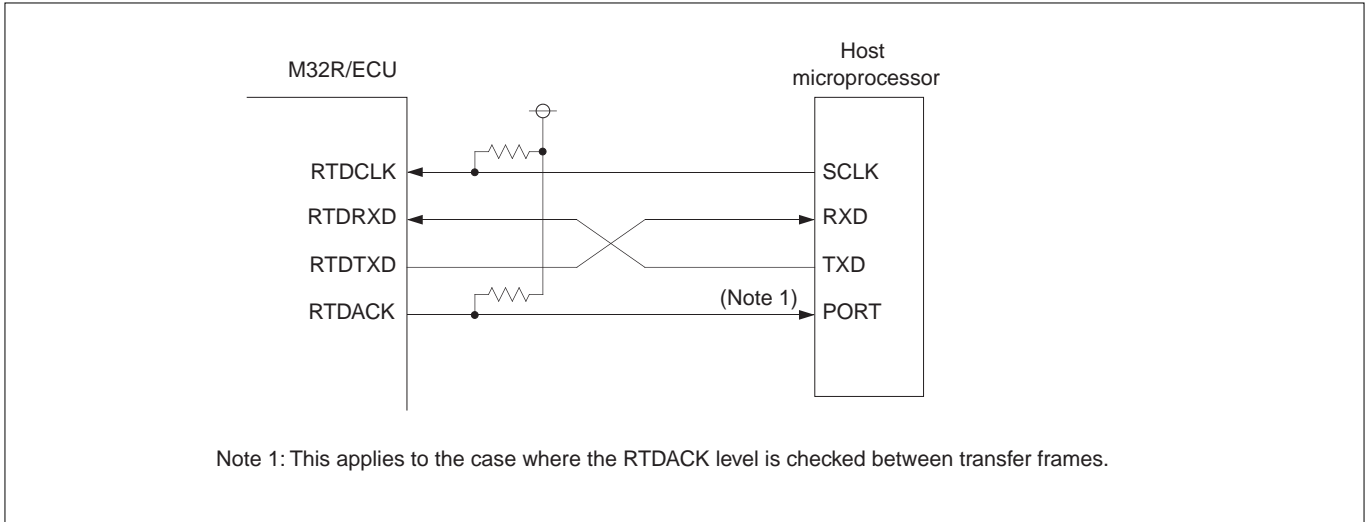 M32R/ECU
Host
microprocessor
RTDCLK
SCLK
RTDRXD
RXD
RTDTXD
TXD
RTDACK
(Note 1)
PORT
Note 1: This applies to the case where the RTDACK level is checked between transfer frames.